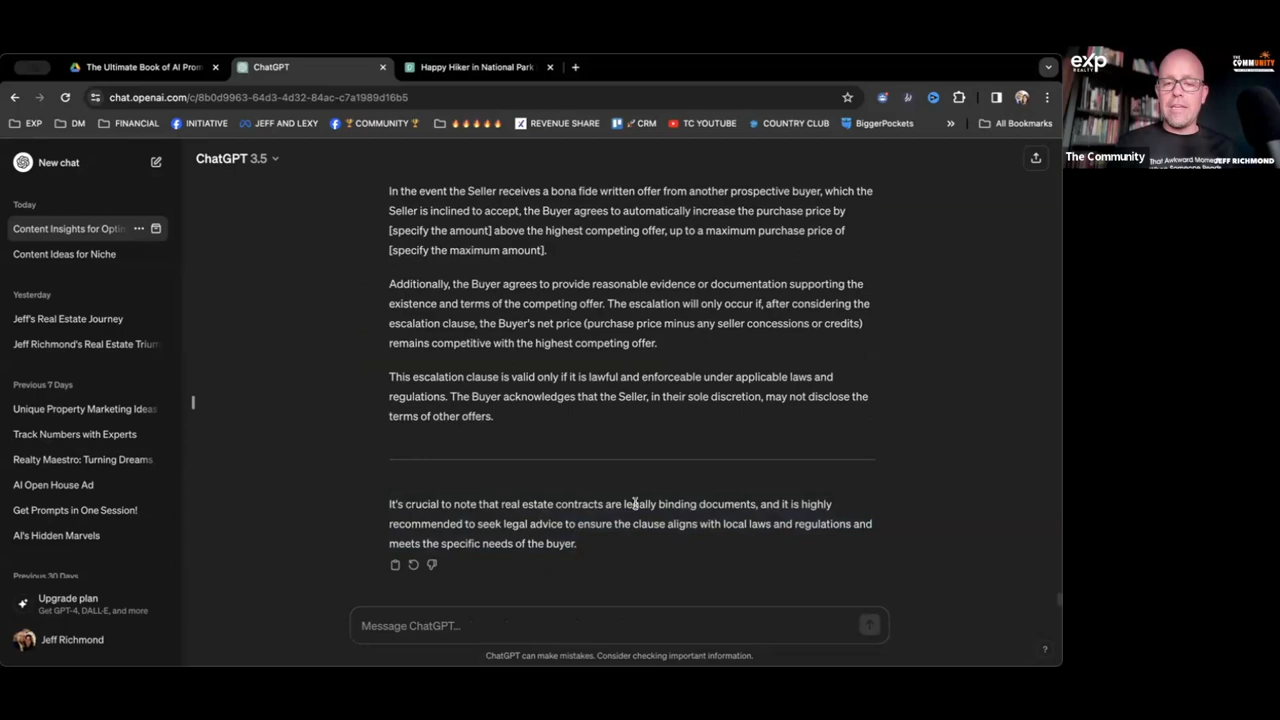 The Ultimate Book of AI Prom
ChatGPT
Happy Hiker in National Park
chat.openai.com/c/8b0d9963-64d3-4d32-84ac-c7a1989d16b5
EXP
DM
FINANCIAL
INITIATIVE
JEFF AND LEXY
COMMUNITY
REVENUE SHARE
CRM
TC YOUTUBE
COUNTRY CLUB
BiggerPockets
»
All Bookmarks
New chat
Today
Content Insights for Optin
Content Ideas for Niche
Yesterday
Jeff's Real Estate Journey
Jeff Richmond's Real Estate Trium
Previous 7 Days
Unique Property Marketing Ideas
Track Numbers with Experts
Realty Maestro: Turning Dreams
AI Open House Ad
Get Prompts in One Session!
AI's Hidden Marvels
Previous 30 Days
Upgrade plan
Get GPT-4, DALL·E, and more
Jeff Richmond
ChatGPT 3.5
In the event the Seller receives a bona fide written offer from another prospective buyer, which the
Seller is inclined to accept, the Buyer agrees to automatically increase the purchase price by
[specify the amount] above the highest competing offer, up to a maximum purchase price of
[specify the maximum amount].
Additionally, the Buyer agrees to provide reasonable evidence or documentation supporting the
existence and terms of the competing offer. The escalation will only occur if, after considering the
escalation clause, the Buyer's net price (purchase price minus any seller concessions or credits)
remains competitive with the highest competing offer.
This escalation clause is valid only if it is lawful and enforceable under applicable laws and
regulations. The Buyer acknowledges that the Seller, in their sole discretion, may not disclose the
terms of other offers.
It's crucial to note that real estate contracts are legally binding documents, and it is highly
recommended to seek legal advice to ensure the clause aligns with local laws and regulations and
meets the specific needs of the buyer.
Message ChatGPT...
ChatGPT can make mistakes. Consider checking important information.
?
exp
REALTY
THE
COMMUNITY
The Community
That Awkward Mome
JEFF RICHMOND